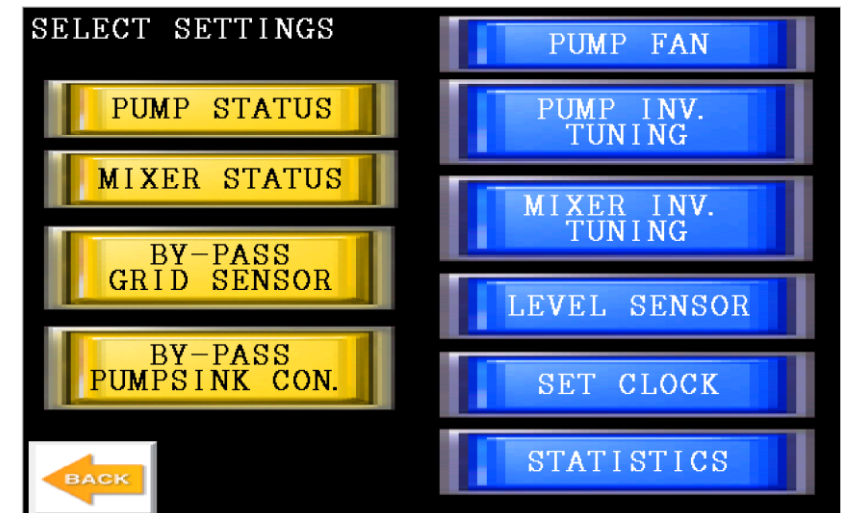 SELECT SETTINGS
PUMP STATUS
MIXER STATUS
BY-PASS
GRID SENSOR
BY-PASS
PUMPSINK CON.
BACK
PUMP FAN
PUMP INV.
TUNING
MIXER INV.
TUNING
LEVEL SENSOR
SET CLOCK
STATISTICS